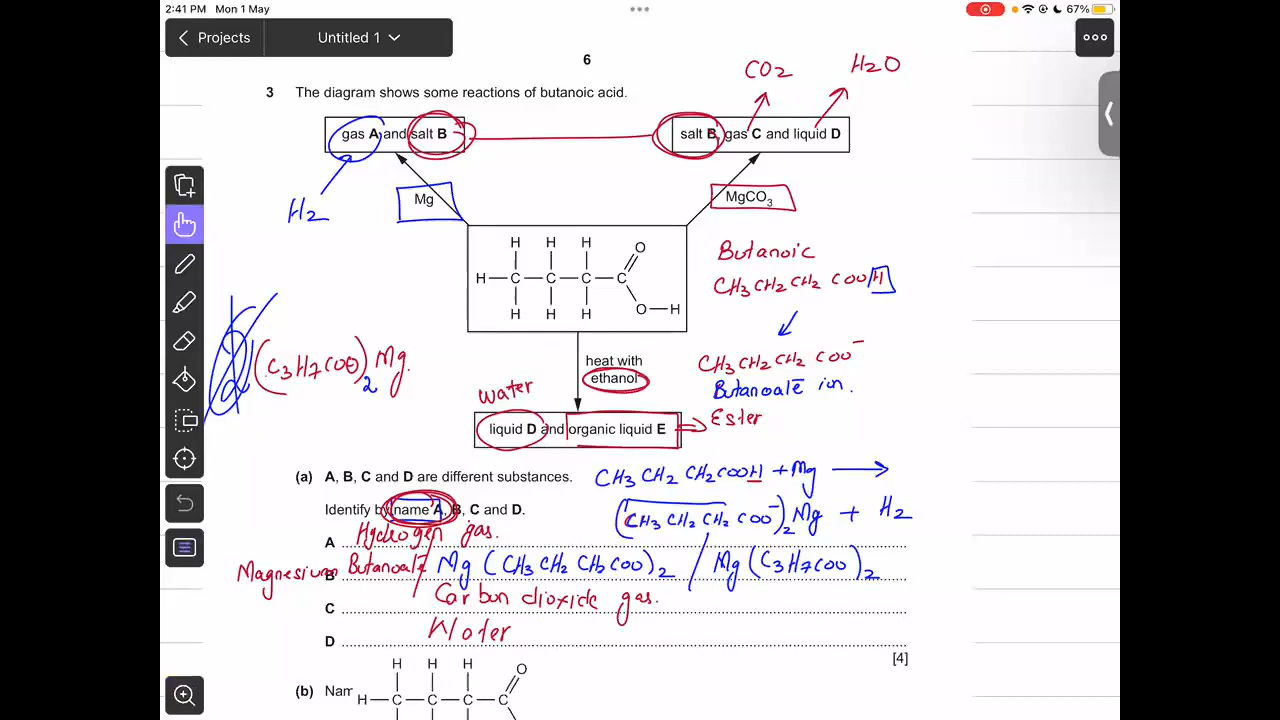 2:41 PM Mon 1 May
67%
Projects
Untitled 1
6
CO2
H2O
3 The diagram shows some reactions of butanoic acid.
gas A and salt B
salt B, gas C and liquid D
Mg
MgCO3
H2
H H H O
H C C C C
H H H O H
Butanoic
CH3 CH2 CH2 COOH
CH3 CH2 CH2 COO−
Butanoate ion.
(C3H7COO)2 Mg.
heat with
ethanol
water
liquid D and organic liquid E
Ester
(a) A, B, C and D are different substances.
CH3 CH2 CH2COOH + Mg
Identify by name A, B, C and D.
(CH3 CH2 CH2 COO−)2 Mg + H2
A Hydrogen gas.
B Magnesium Butanoate / Mg (CH3 CH2 CH2COO)2 / Mg(C3H7COO)2
C Carbon dioxide gas.
D Water
[4]
H H H O
(b) Nam
H C C C C